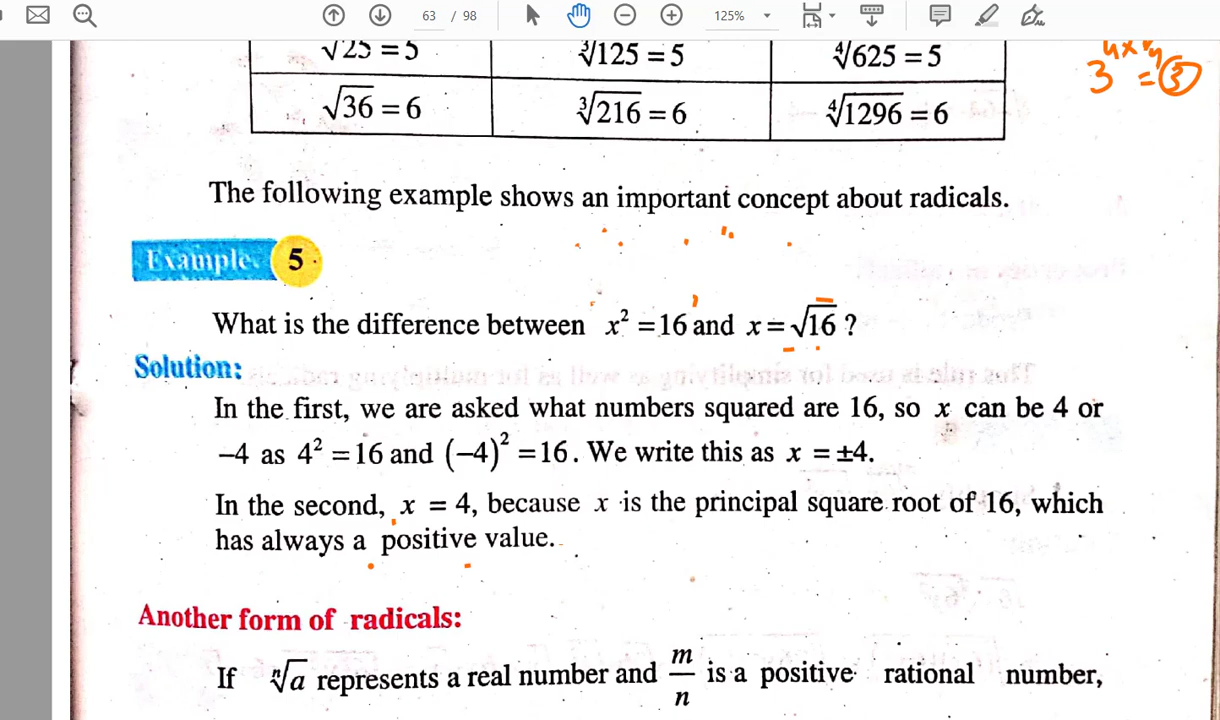 63 / 98
125%
√25 = 5 ∛125 = 5 ∜625 = 5
√36 = 6 ∛216 = 6 ∜1296 = 6
= 3
The following example shows an important concept about radicals.
Example 5
What is the difference between x² = 16 and x = √16 ?
Solution:
In the first, we are asked what numbers squared are 16, so x can be 4 or
−4 as 4² = 16 and (−4)² = 16. We write this as x = ±4.
In the second, x = 4, because x is the principal square root of 16, which
has always a positive value.
Another form of radicals:
If ⁿ√a represents a real number and m/n is a positive rational number,